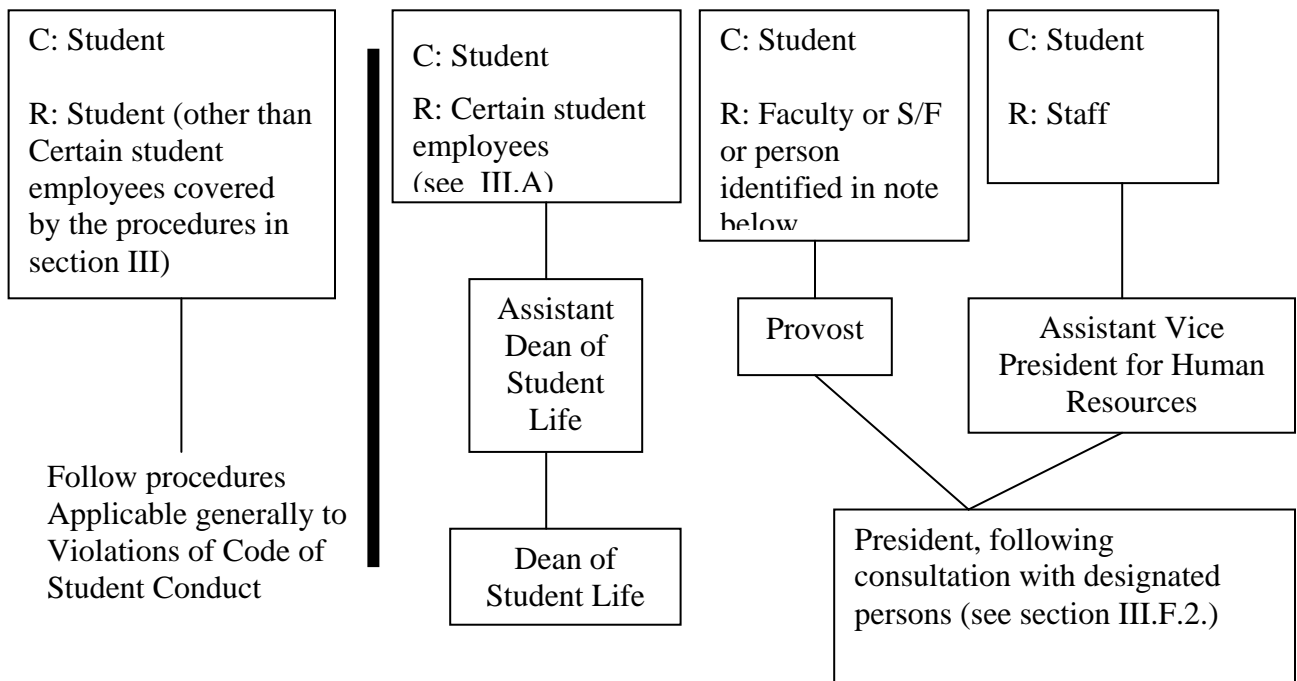 C: Student
R: Student (other than
Certain student
employees covered
by the procedures in
section III)
Follow procedures
Applicable generally to
Violations of Code of
Student Conduct
C: Student
R: Certain student
employees
(see III.A)
Assistant
Dean of
Student
Life
Dean of
Student Life
C: Student
R: Faculty or S/F
or person
identified in note
below
Provost
C: Student
R: Staff
Assistant Vice
President for Human
Resources
President, following
consultation with designated
persons (see section III.F.2.)